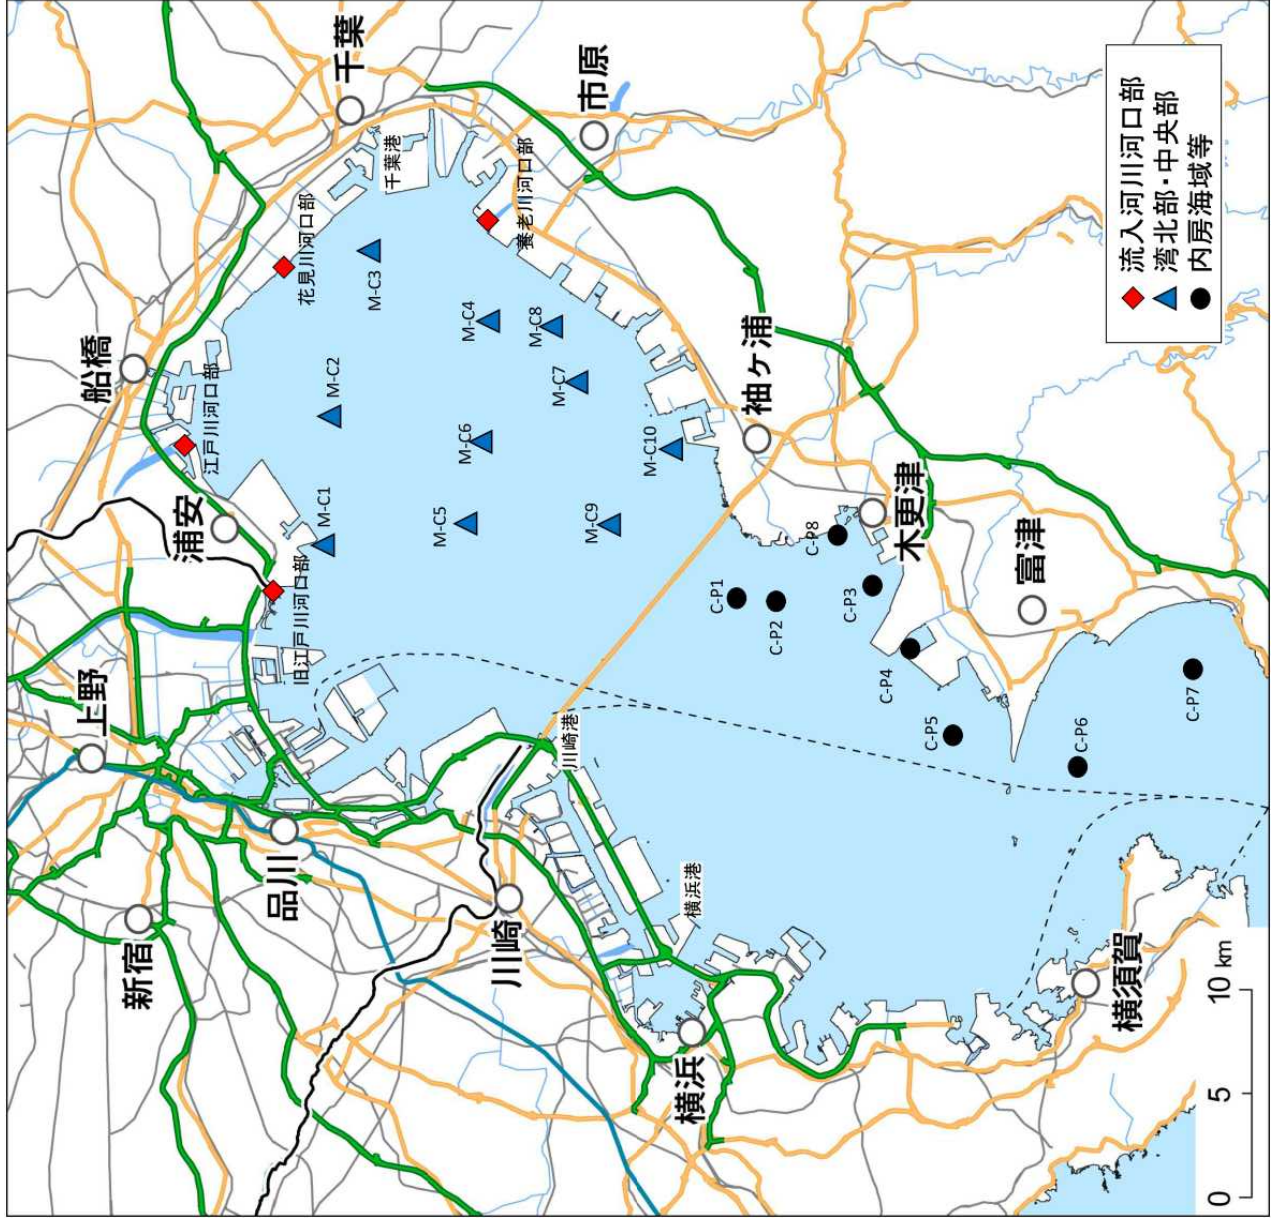 流入河川河口部
湾北部・中央部
内房海域等
新宿
上野
船橋
千葉
浦安
江戸川河口部
花見川河口部
千葉港
品川
旧江戸川河口部
M-C1
M-C2
M-C3
市原
養老川河口部
川崎
川崎港
M-C5
M-C6
M-C4
M-C8
M-C7
M-C9
M-C10
横浜
横浜港
袖ヶ浦
C-P1
C-P2
C-P8
C-P3
木更津
C-P4
C-P5
富津
横須賀
C-P6
C-P7
0
5
10 km